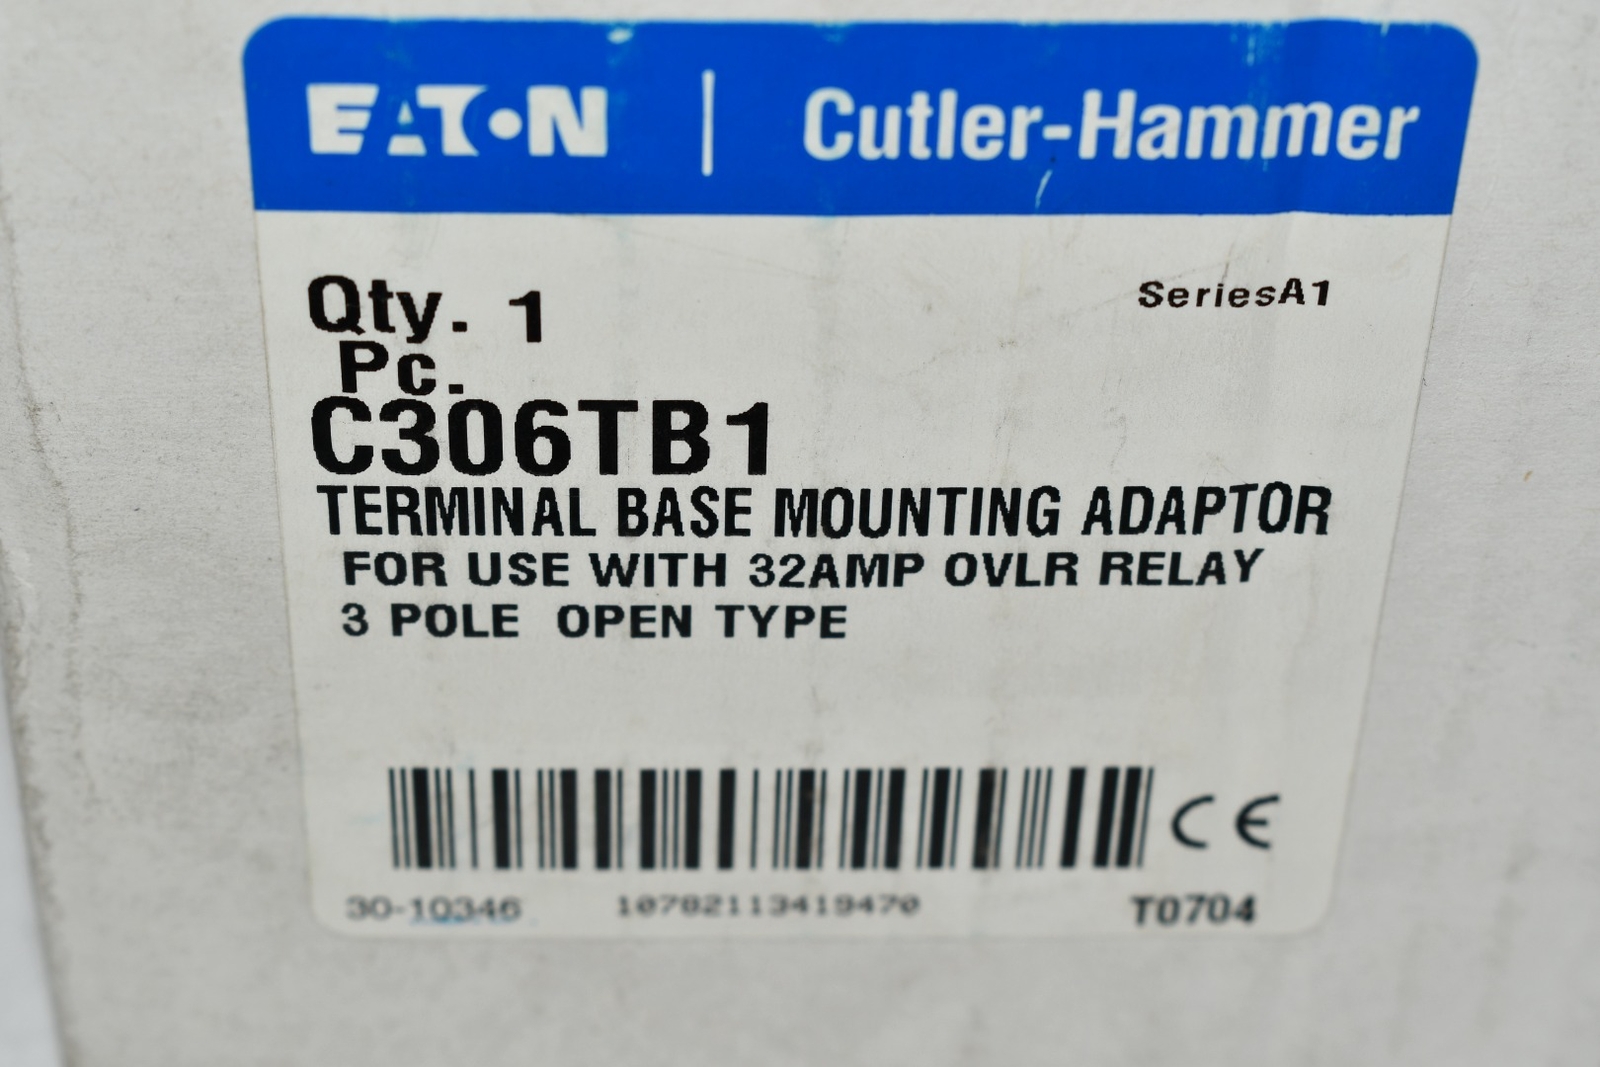 EATON | Cutler-Hammer
Qty. 1 SeriesA1
Pc.
C306TB1
TERMINAL BASE MOUNTING ADAPTOR
FOR USE WITH 32AMP OVLR RELAY
3 POLE OPEN TYPE
CE
30-10346 10782113419470 T0704